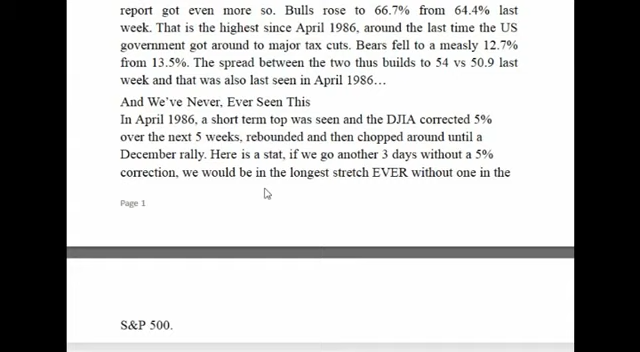 report got even more so. Bulls rose to 66.7% from 64.4% last
week. That is the highest since April 1986, around the last time the US
government got around to major tax cuts. Bears fell to a measly 12.7%
from 13.5%. The spread between the two thus builds to 54 vs 50.9 last
week and that was also last seen in April 1986…
And We’ve Never, Ever Seen This
In April 1986, a short term top was seen and the DJIA corrected 5%
over the next 5 weeks, rebounded and then chopped around until a
December rally. Here is a stat, if we go another 3 days without a 5%
correction, we would be in the longest stretch EVER without one in the
Page 1
S&P 500.